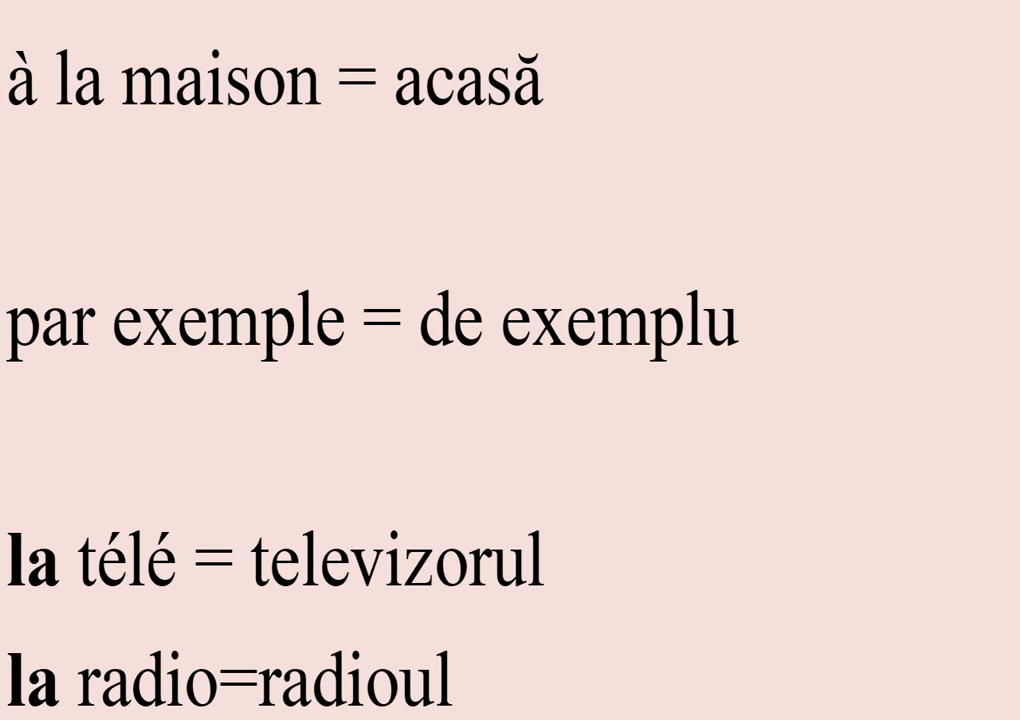 à la maison = acasă
par exemple = de exemplu
la télé = televizorul
la radio=radioul